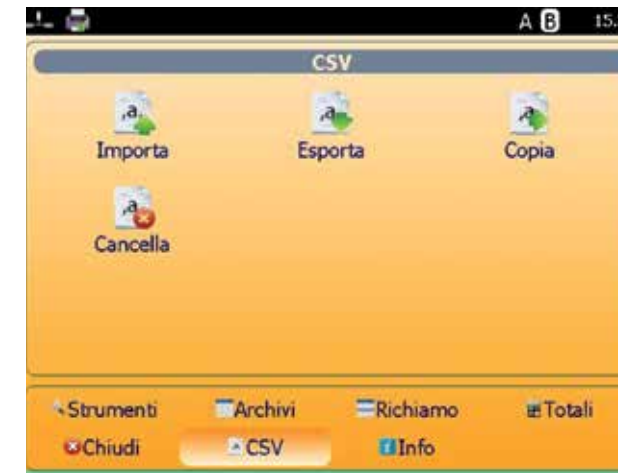 A B 15.
CSV
Importa Esporta Copia
Cancella
Strumenti Archivi Richiamo Totali
Chiudi CSV Info